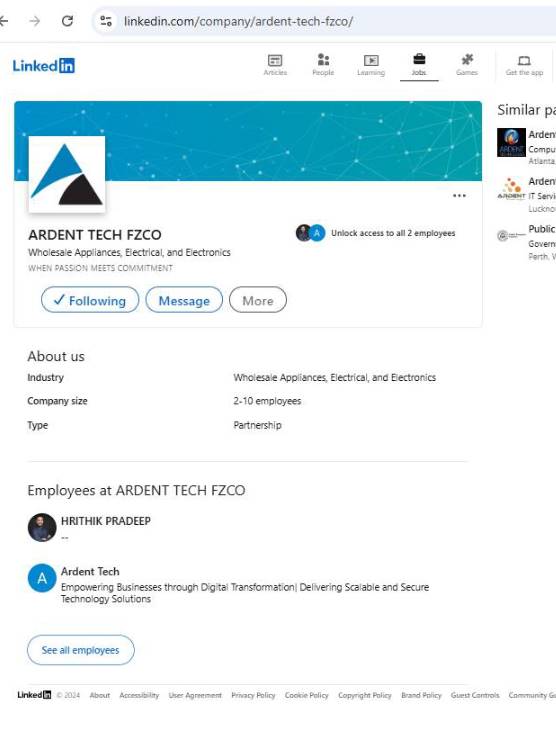 linkedin.com/company/ardent-tech-fzco/
Linked in
Articles
People
Learning
Jobs
Games
Get the app
Similar pa
ARDENT TECH FZCO
Wholesale Appliances, Electrical, and Electronics
WHEN PASSION MEETS COMMITMENT
A
Unlock access to all 2 employees
Following
Message
More
Arden
Compu
Atlanta,
Arden
IT Servi
Luckno
Public
Govern
Perth, W
About us
Industry Wholesale Appliances, Electrical, and Electronics
Company size 2-10 employees
Type Partnership
Employees at ARDENT TECH FZCO
HRITHIK PRADEEP
--
A
Ardent Tech
Empowering Businesses through Digital Transformation| Delivering Scalable and Secure
Technology Solutions
See all employees
Linked in © 2024 About Accessibility User Agreement Privacy Policy Cookie Policy Copyright Policy Brand Policy Guest Controls Community Gu